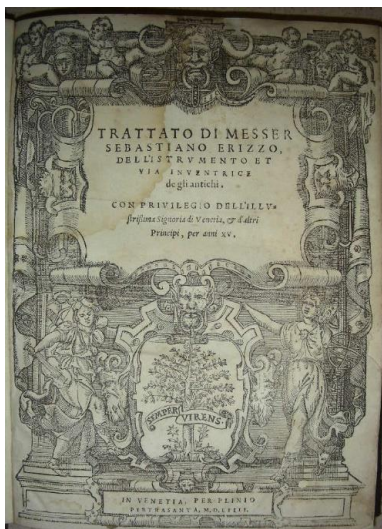 TRATTATO DI MESSER
SEBASTIANO ERIZZO,
DELL'ISTRVMENTO ET
VIA INVENTRICE
de gli antichi.
CON PRIVILEGIO DELL'ILLV-
striſſima Signoria di Venetia, & d'altri
Principi, per anni XV.
SEMPER VIRENS
IN VENETIA, PER PLINIO
PIETRASANTA, M.D.LIIII.